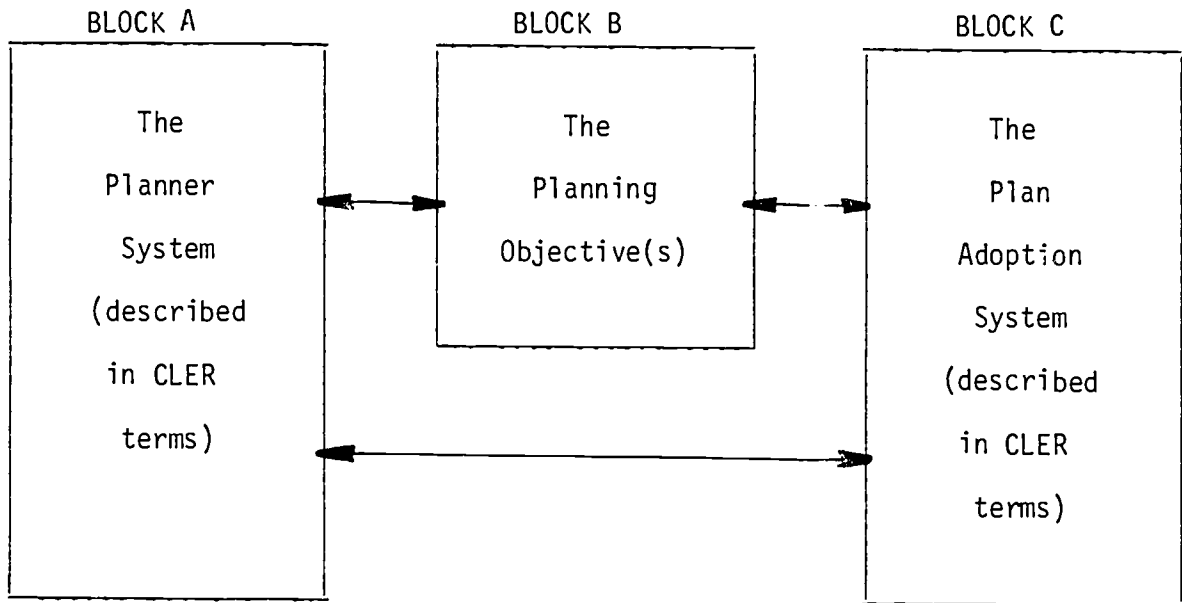 BLOCK A
The
Planner
System
(described
in CLER
terms)
BLOCK B
The
Planning
Objective(s)
BLOCK C
The
Plan
Adoption
System
(described
in CLER
terms)